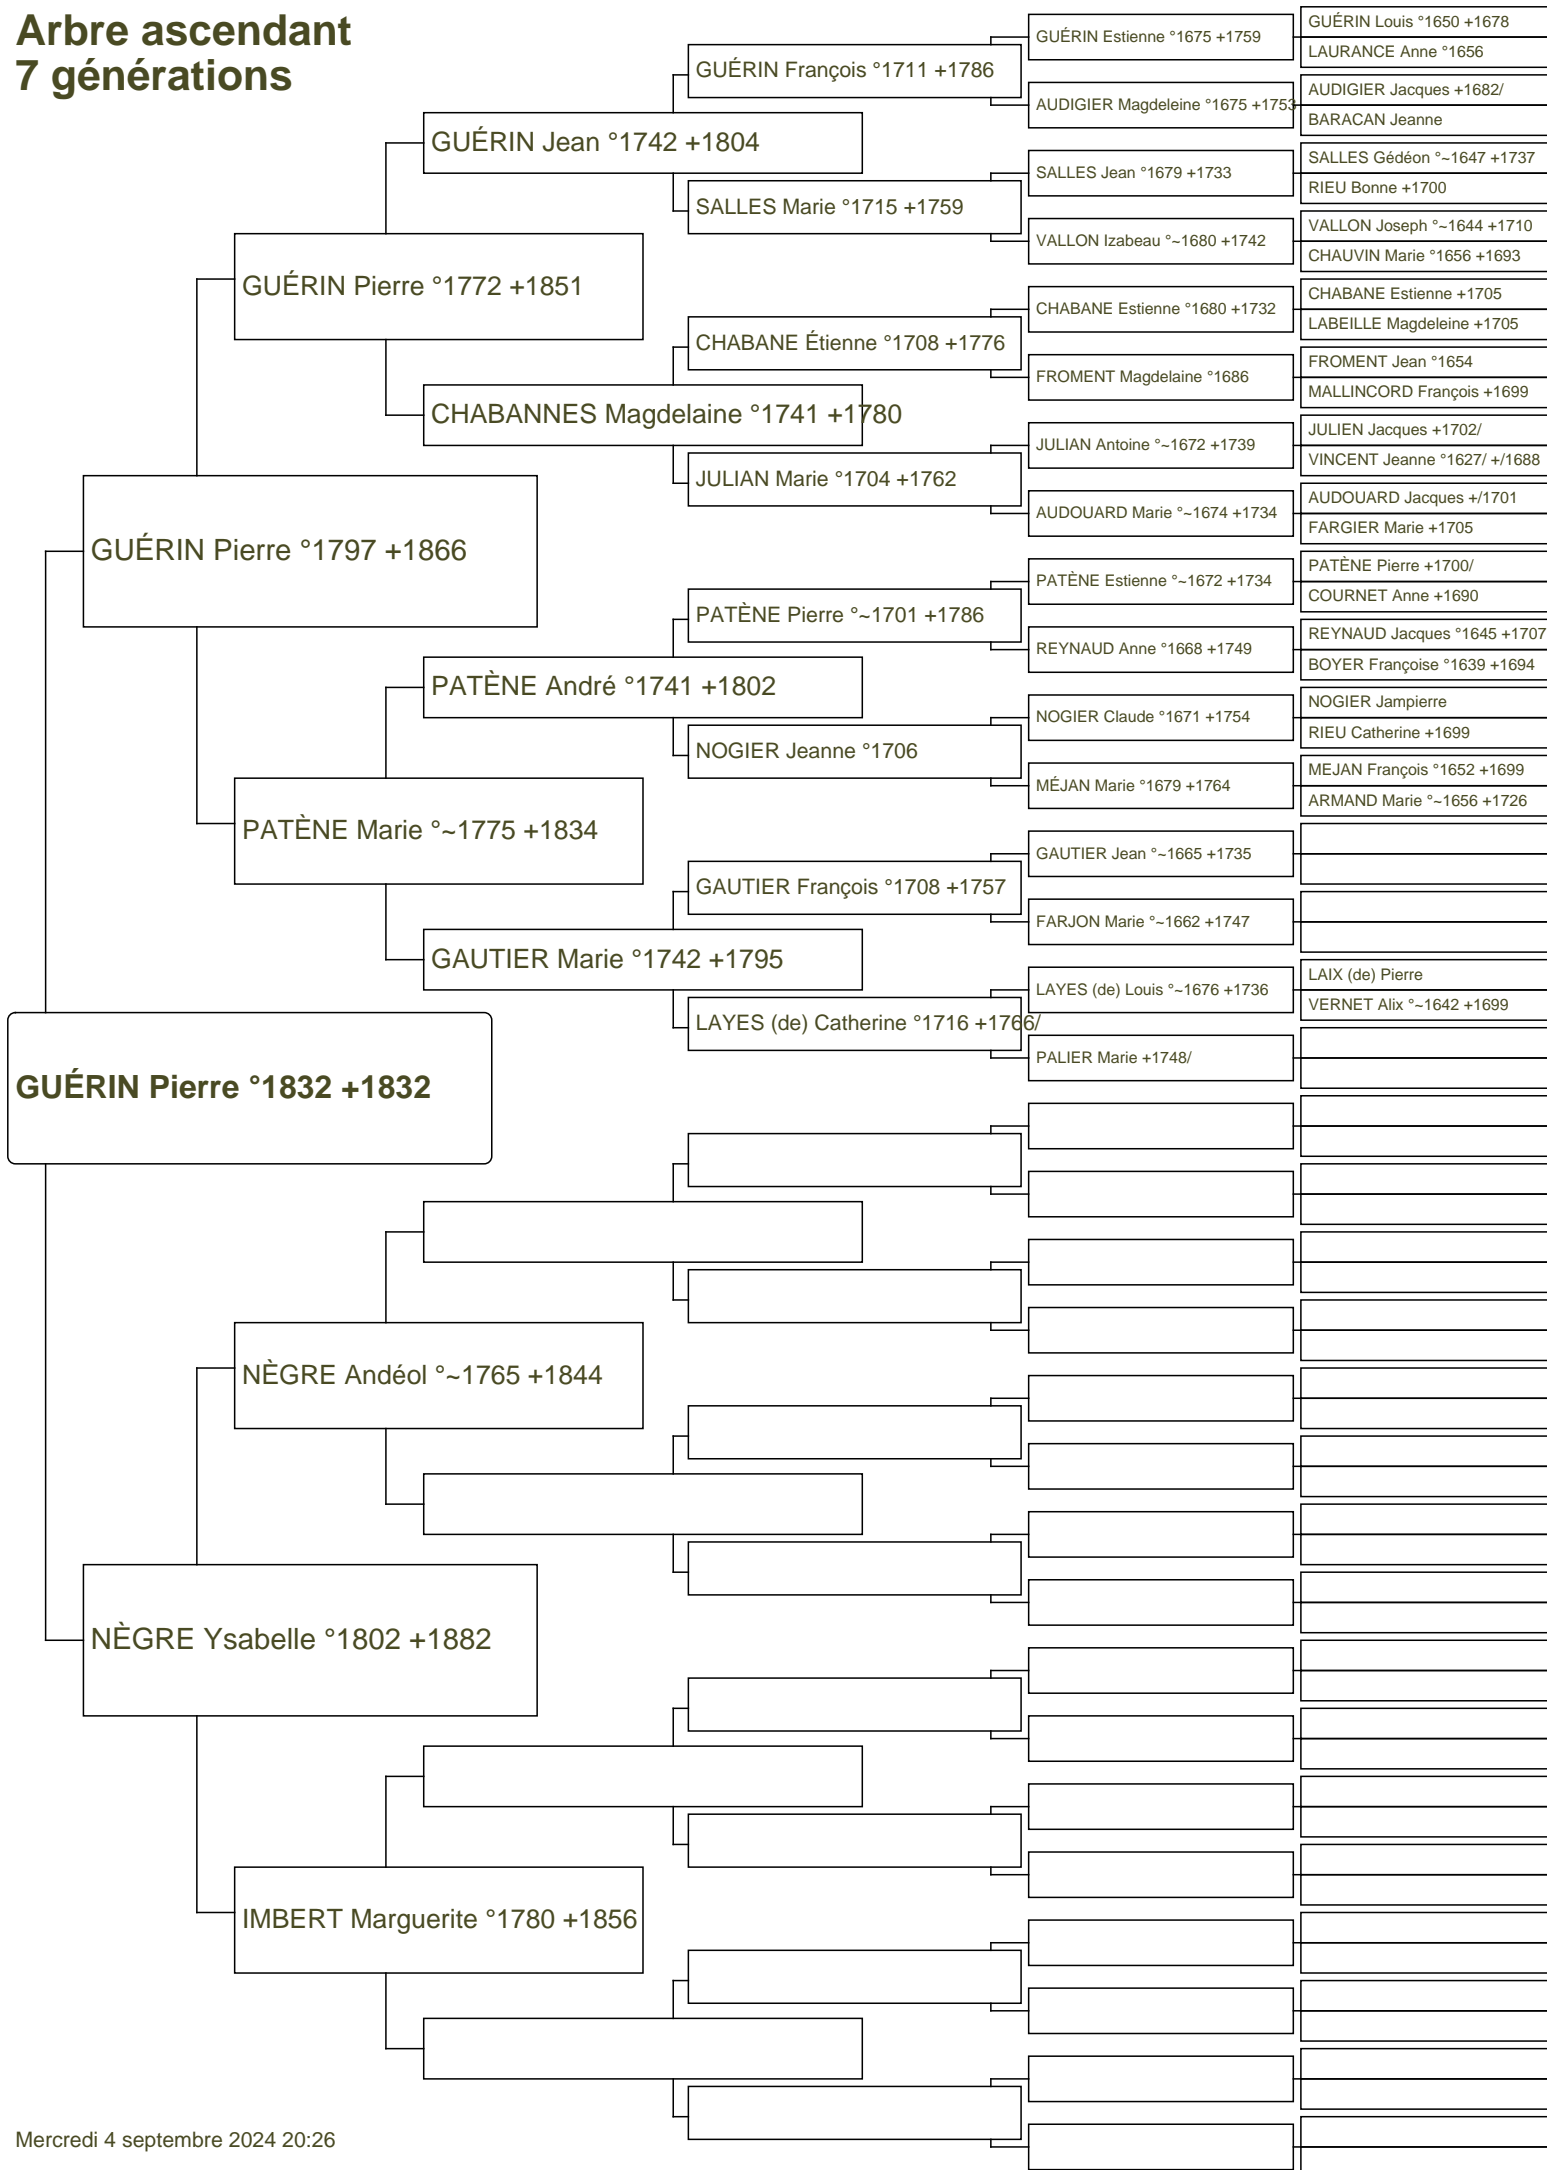 Arbre ascendant
7 générations
GUÉRIN Pierre °1832 +1832
GUÉRIN Pierre °1797 +1866
NÈGRE Ysabelle °1802 +1882
GUÉRIN Pierre °1772 +1851
PATÈNE Marie °~1775 +1834
NÈGRE Andéol °~1765 +1844
IMBERT Marguerite °1780 +1856
GUÉRIN Jean °1742 +1804
CHABANNES Magdelaine °1741 +1780
PATÈNE André °1741 +1802
GAUTIER Marie °1742 +1795
GUÉRIN François °1711 +1786
SALLES Marie °1715 +1759
CHABANE Étienne °1708 +1776
JULIAN Marie °1704 +1762
PATÈNE Pierre °~1701 +1786
NOGIER Jeanne °1706
GAUTIER François °1708 +1757
LAYES (de) Catherine °1716 +1766/
GUÉRIN Estienne °1675 +1759
AUDIGIER Magdeleine °1675 +1753
SALLES Jean °1679 +1733
VALLON Izabeau °~1680 +1742
CHABANE Estienne °1680 +1732
FROMENT Magdelaine °1686
JULIAN Antoine °~1672 +1739
AUDOUARD Marie °~1674 +1734
PATÈNE Estienne °~1672 +1734
REYNAUD Anne °1668 +1749
NOGIER Claude °1671 +1754
MÉJAN Marie °1679 +1764
GAUTIER Jean °~1665 +1735
FARJON Marie °~1662 +1747
LAYES (de) Louis °~1676 +1736
PALIER Marie +1748/
GUÉRIN Louis °1650 +1678
LAURANCE Anne °1656
AUDIGIER Jacques +1682/
BARACAN Jeanne
SALLES Gédéon °~1647 +1737
RIEU Bonne +1700
VALLON Joseph °~1644 +1710
CHAUVIN Marie °1656 +1693
CHABANE Estienne +1705
LABEILLE Magdeleine +1705
FROMENT Jean °1654
MALLINCORD François +1699
JULIEN Jacques +1702/
VINCENT Jeanne °1627/ +/1688
AUDOUARD Jacques +/1701
FARGIER Marie +1705
PATÈNE Pierre +1700/
COURNET Anne +1690
REYNAUD Jacques °1645 +1707
BOYER Françoise °1639 +1694
NOGIER Jampierre
RIEU Catherine +1699
MEJAN François °1652 +1699
ARMAND Marie °~1656 +1726
LAIX (de) Pierre
VERNET Alix °~1642 +1699
Mercredi 4 septembre 2024 20:26